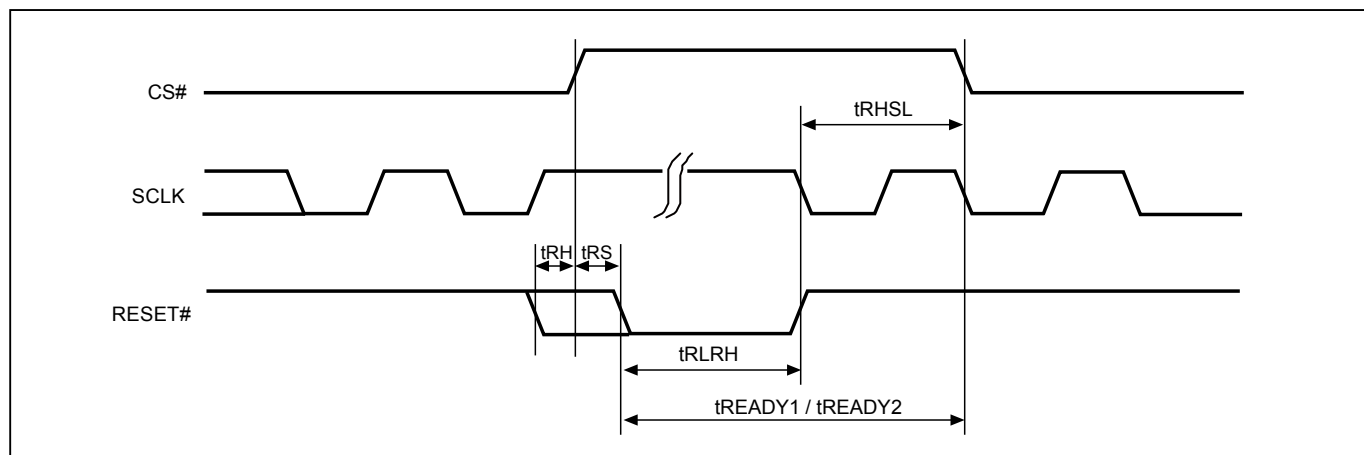 CS#
tRHSL
SCLK
tRH tRS
RESET#
tRLRH
tREADY1 / tREADY2